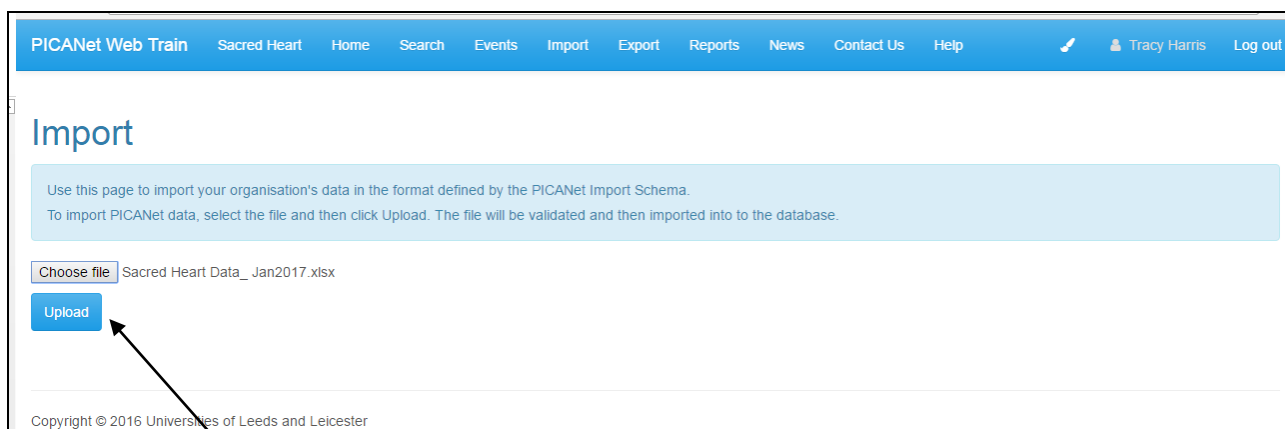 PICANet Web Train Sacred Heart Home Search Events Import Export Reports News Contact Us Help Tracy Harris Log out
Import
Use this page to import your organisation's data in the format defined by the PICANet Import Schema.
To import PICANet data, select the file and then click Upload. The file will be validated and then imported into to the database.
Choose file Sacred Heart Data_ Jan2017.xlsx
Upload
Copyright © 2016 Universities of Leeds and Leicester